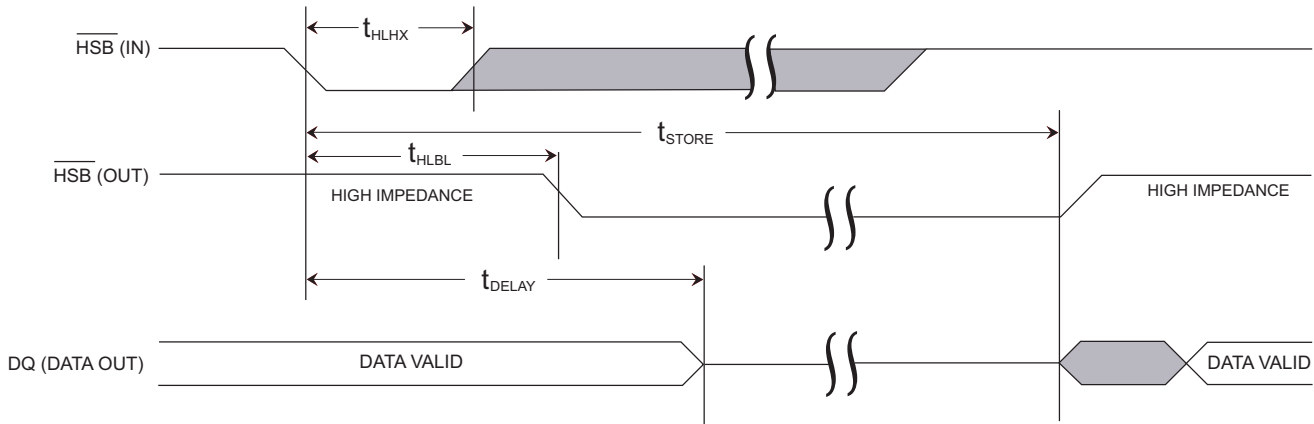 tHLHX
HSB (IN)
tSTORE
tHLBL
HSB (OUT)
HIGH IMPEDANCE
HIGH IMPEDANCE
tDELAY
DQ (DATA OUT)
DATA VALID
DATA VALID